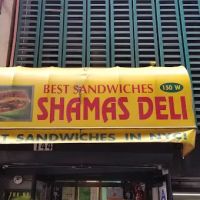 BEST SANDWICHES
150 W
SHAMAS DELI
T SANDWICHES IN NYC!
144